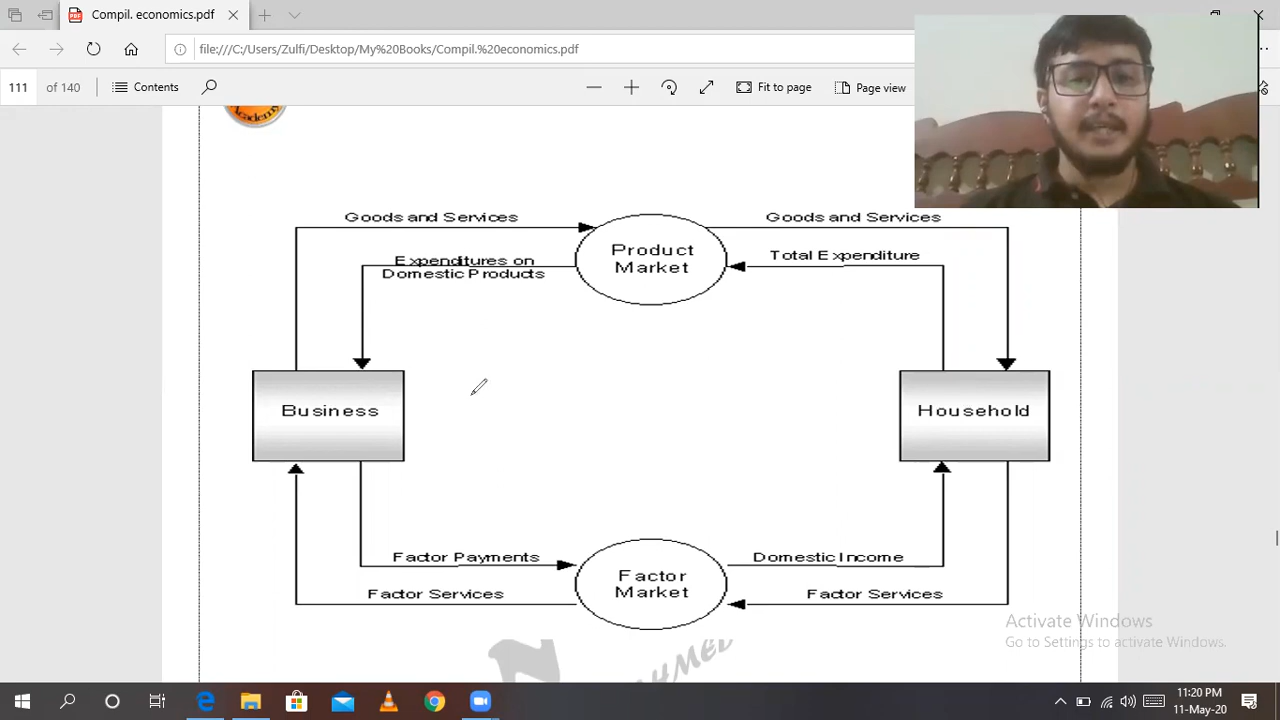 Compil. economics.pdf
file:///C:/Users/Zulfi/Desktop/My%20Books/Compil.%20economics.pdf
111 of 140
Contents
Fit to page
Page view
Academy
Goods and Services
Goods and Services
Product
Market
Expenditures on
Domestic Products
Total Expenditure
Business
Household
Factor Payments
Domestic Income
Factor
Market
Factor Services
Factor Services
Activate Windows
Go to Settings to activate Windows.
AHMED
11:20 PM
11-May-20